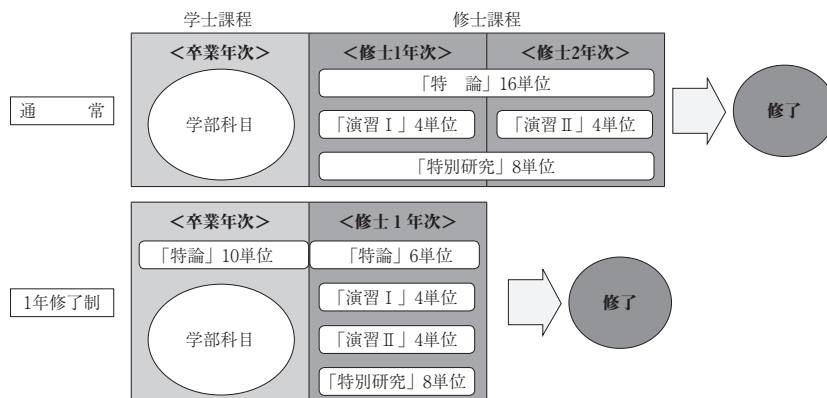 学士課程 修士課程
<卒業年次> <修士1年次> <修士2年次>
「特　論」16単位
通　常 学部科目 「演習Ⅰ」4単位 「演習Ⅱ」4単位 修了
「特別研究」8単位
<卒業年次> <修士１年次>
「特論」10単位 「特論」6単位
1年修了制 「演習Ⅰ」4単位 修了
学部科目 「演習Ⅱ」4単位
「特別研究」8単位